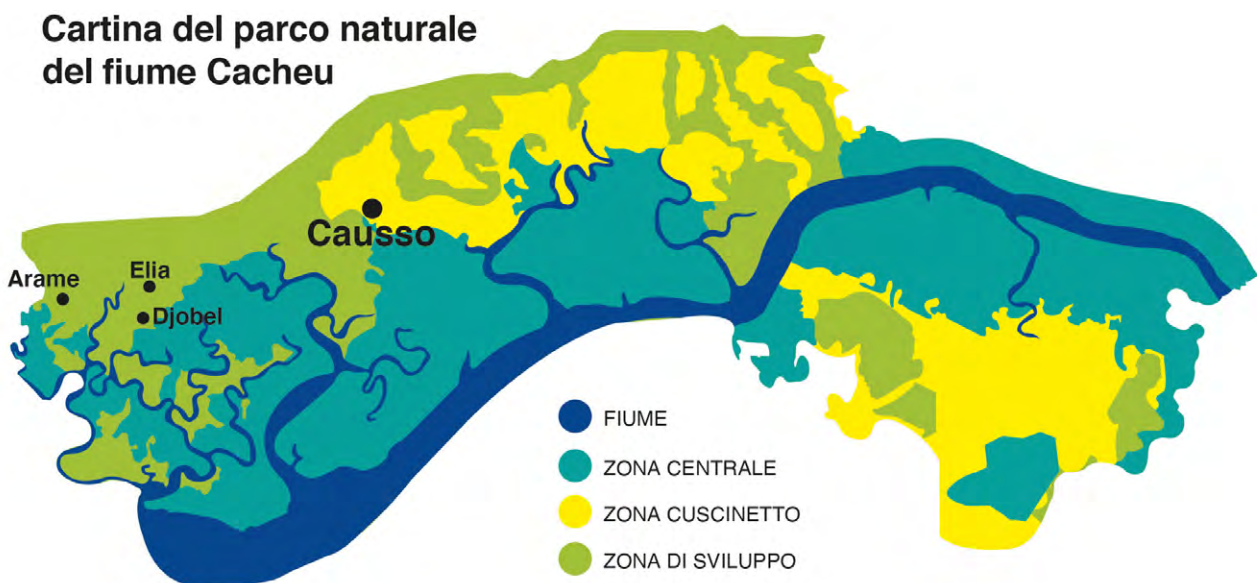 Cartina del parco naturale
del fiume Cacheu
Causso
Arame
Elia
Djobel
FIUME
ZONA CENTRALE
ZONA CUSCINETTO
ZONA DI SVILUPPO